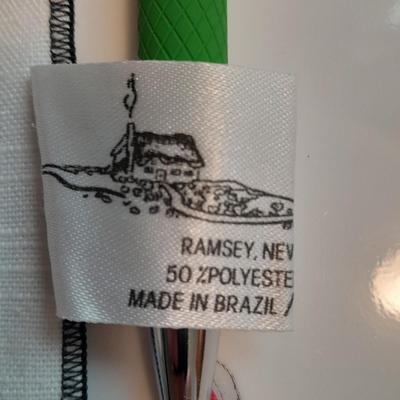 RAMSEY, NEW
50 %POLYESTE
MADE IN BRAZIL /